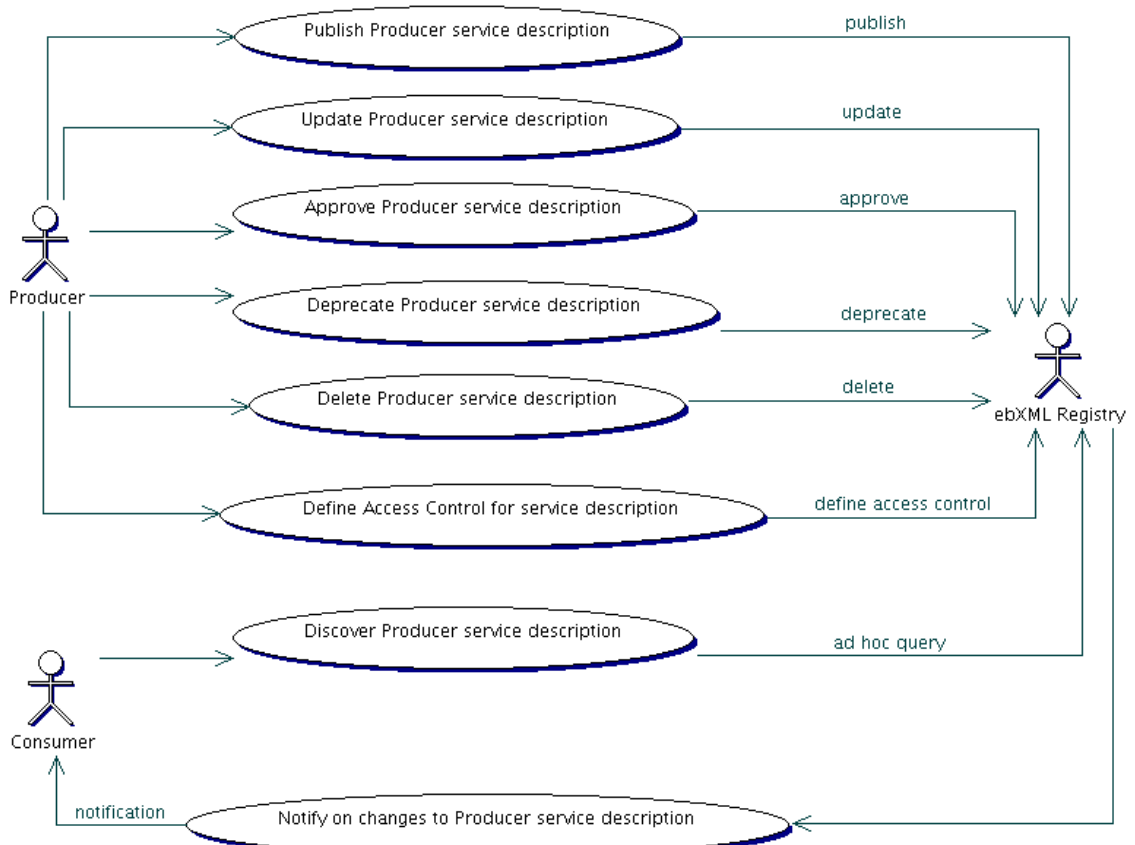 Publish Producer service description
publish
Update Producer service description
update
Approve Producer service description
approve
Producer
Deprecate Producer service description
deprecate
Delete Producer service description
delete
ebXML Registry
Define Access Control for service description
define access control
Discover Producer service description
ad hoc query
Consumer
notification
Notify on changes to Producer service description